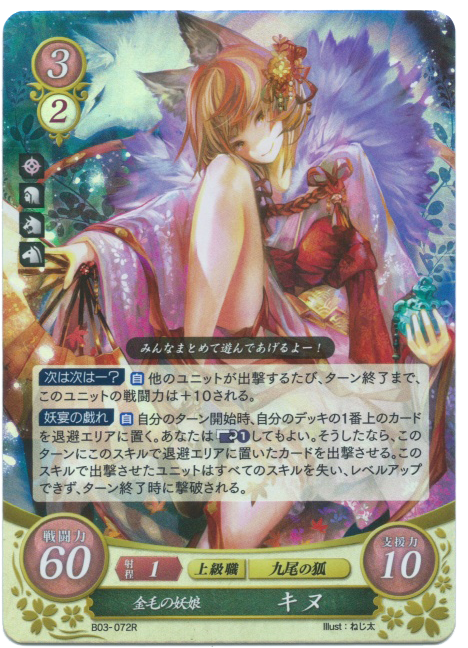 3
2
みんなまとめて遊んであげるよー!
次は次はー? 自 他のユニットが出撃するたび、ターン終了まで、
このユニットの戦闘力は+10される。
妖宴の戯れ 自 自分のターン開始時、自分のデッキの1番上のカード
を退避エリアに置く。あなたは 1してもよい。そうしたなら、この
ターンにこのスキルで退避エリアに置いたカードを出撃させる。この
スキルで出撃させたユニットはすべてのスキルを失い、レベルアップ
できず、ターン終了時に撃破される。
戦闘力
60
射程 1 上級職 九尾の狐
支援力
10
金毛の妖娘 キヌ
B03-072R Illust:ねじ太